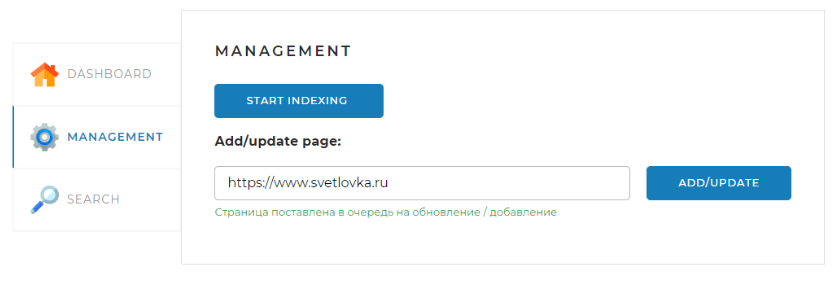 DASHBOARD
MANAGEMENT
SEARCH
MANAGEMENT
START INDEXING
Add/update page:
https://www.svetlovka.ru
ADD/UPDATE
Страница поставлена в очередь на обновление / добавление